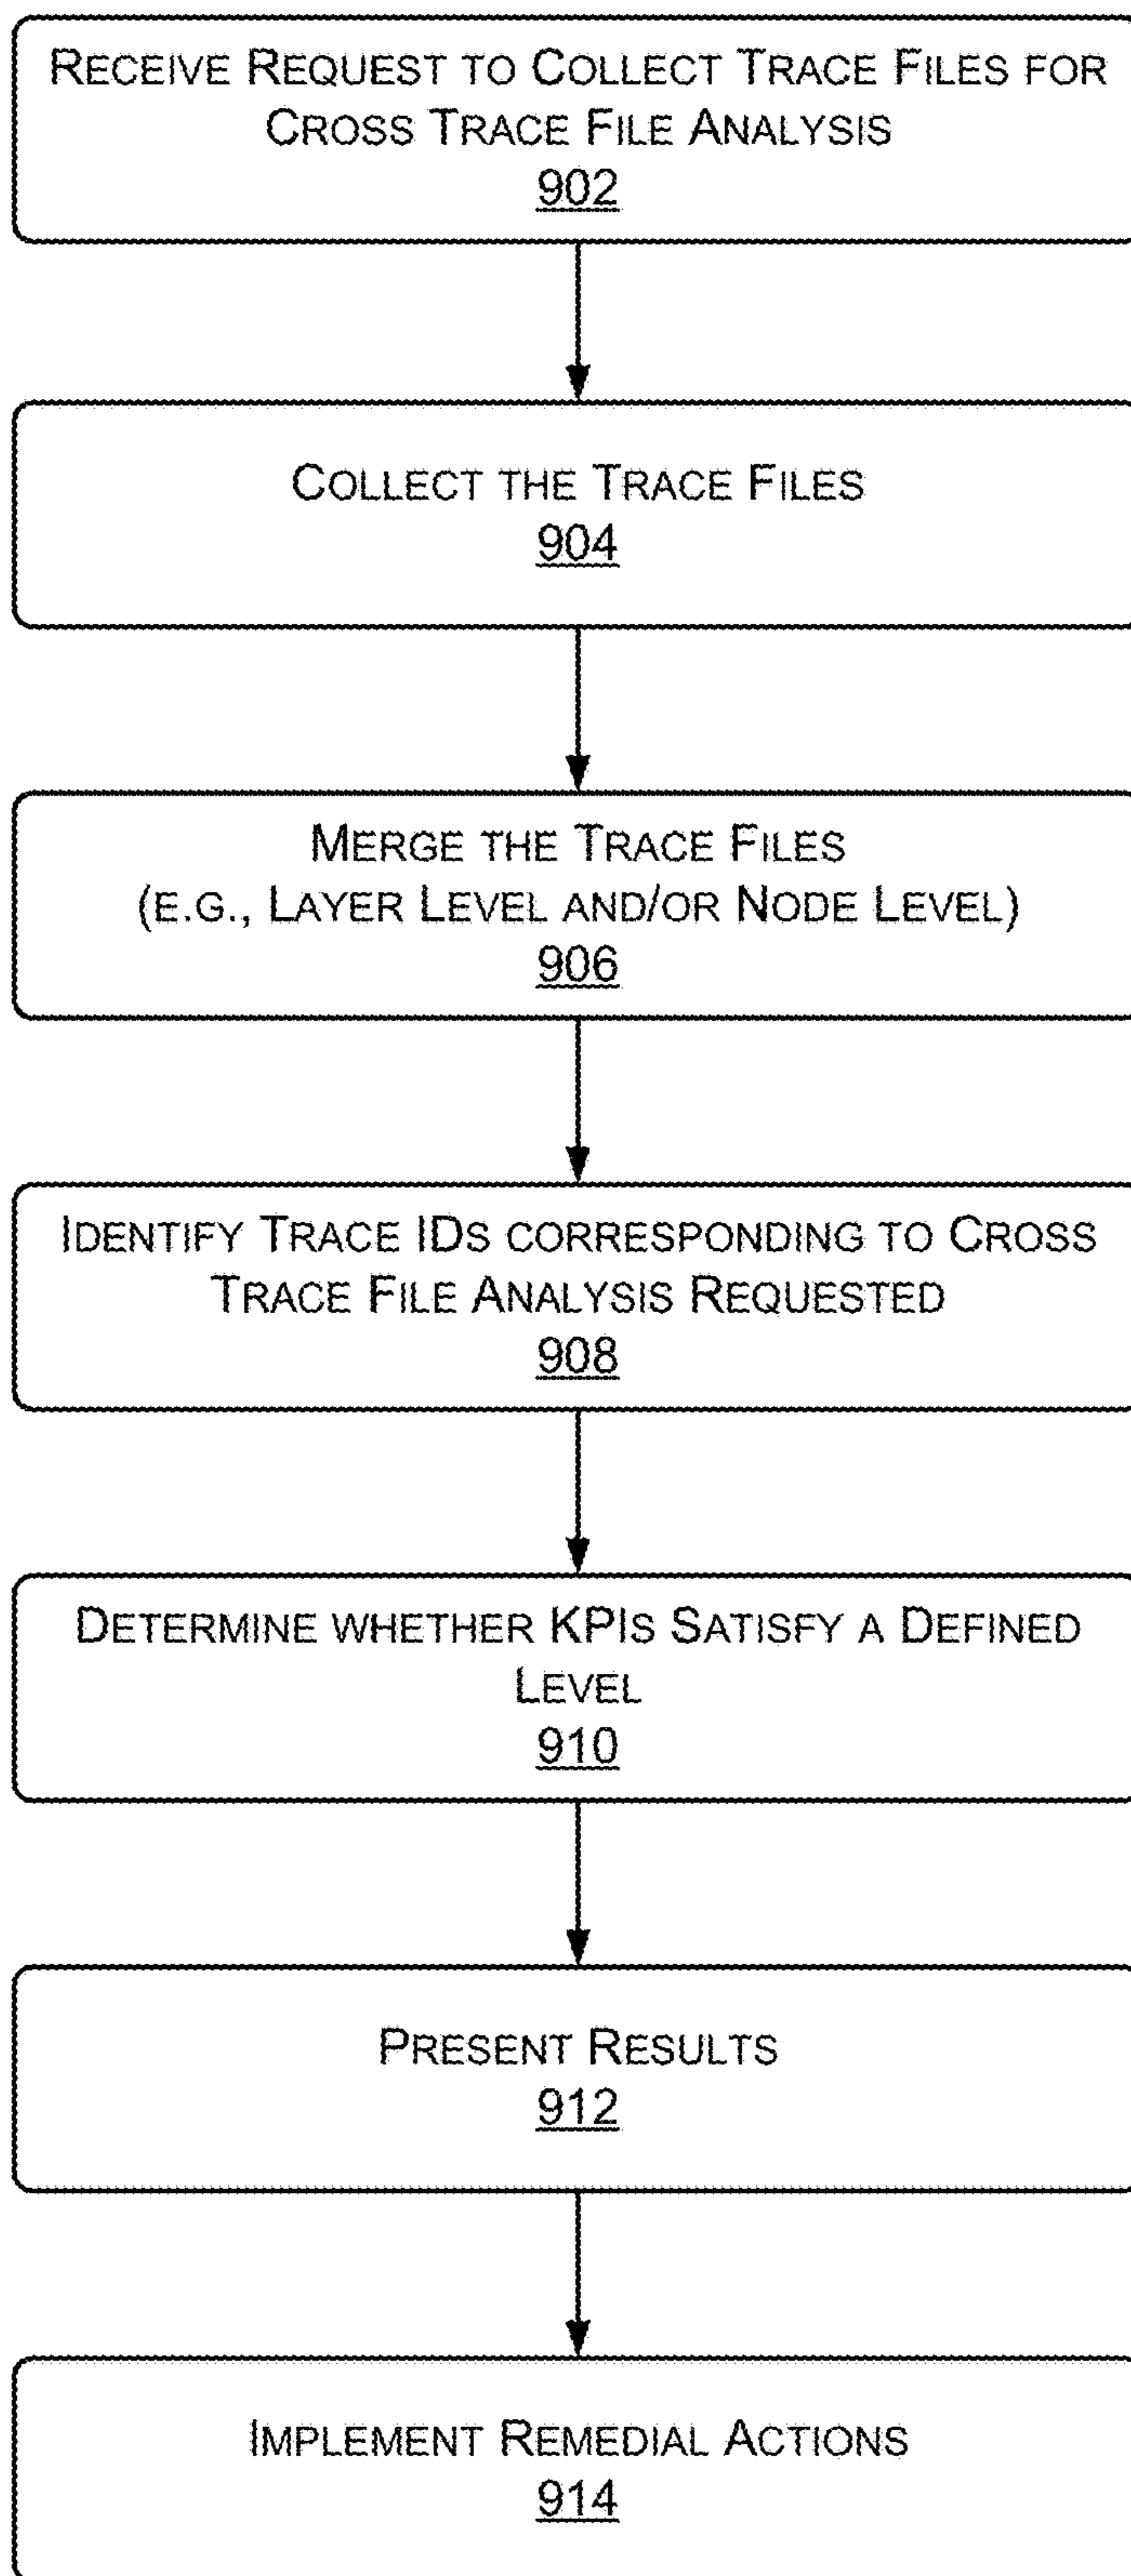 RECEIVE REQUEST TO COLLECT TRACE FILES FOR
CROSS TRACE FILE ANALYSIS
902
COLLECT THE TRACE FILES
904
MERGE THE TRACE FILES
(E.G., LAYER LEVEL AND/OR NODE LEVEL)
906
IDENTIFY TRACE IDS CORRESPONDING TO CROSS
TRACE FILE ANALYSIS REQUESTED
908
DETERMINE WHETHER KPIS SATISFY A DEFINED
LEVEL
910
PRESENT RESULTS
912
IMPLEMENT REMEDIAL ACTIONS
914